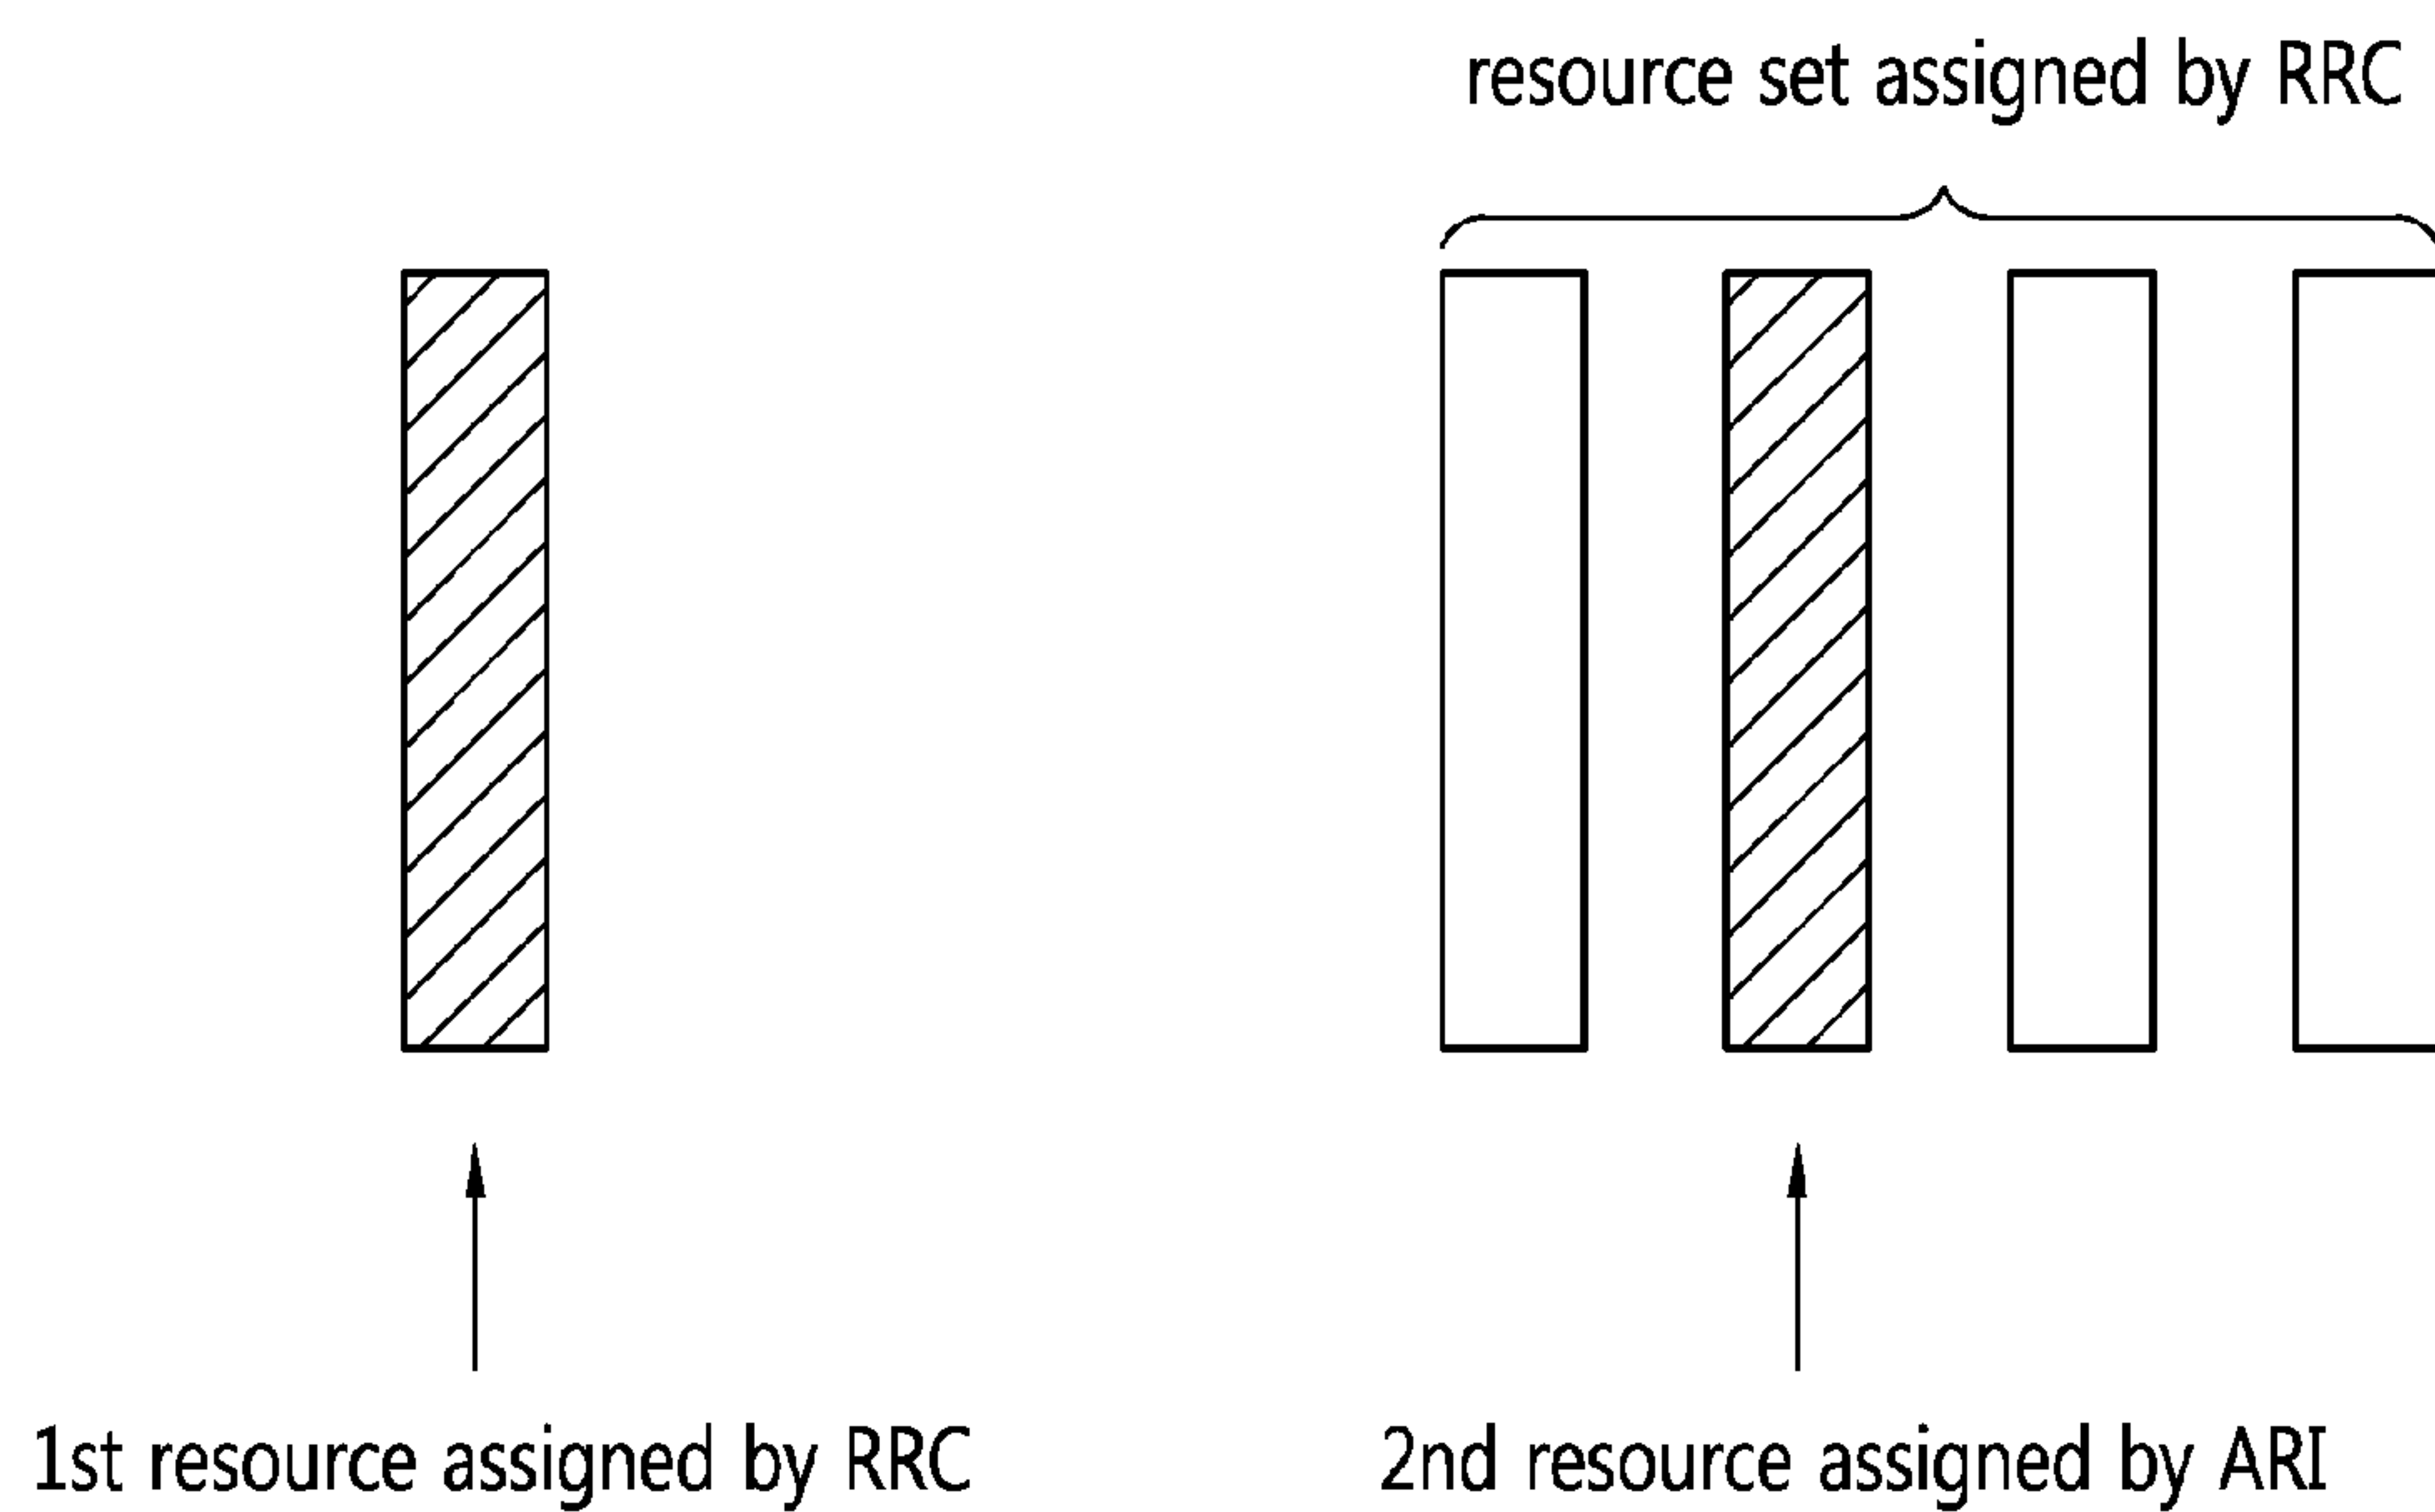 resource set assigned by RRC
1st resource assigned by RRC
2nd resource assigned by ARI